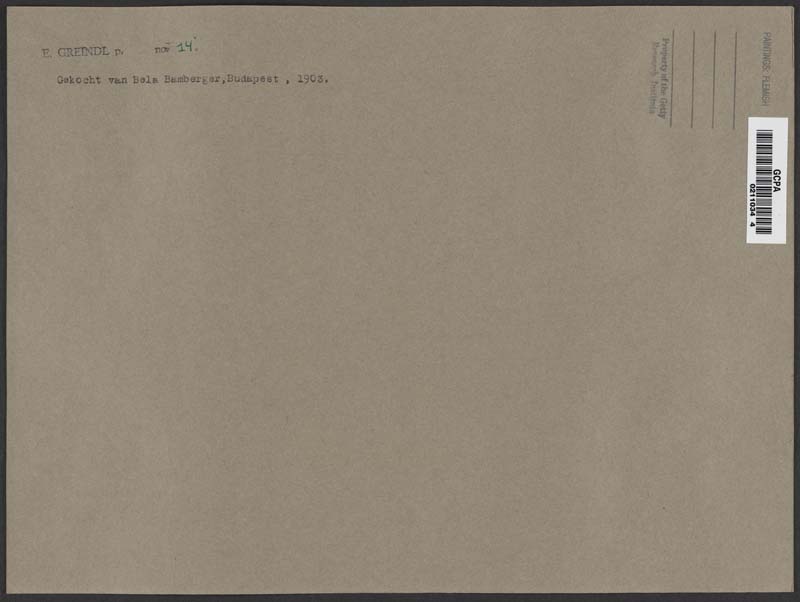 E. GREINDL p. no 14.
Gekocht van Bela Bamberger, Budapest , 1903.
Property of the Getty
Research Institute
PAINTINGS: FLEMISH
GCPA
0211034 4